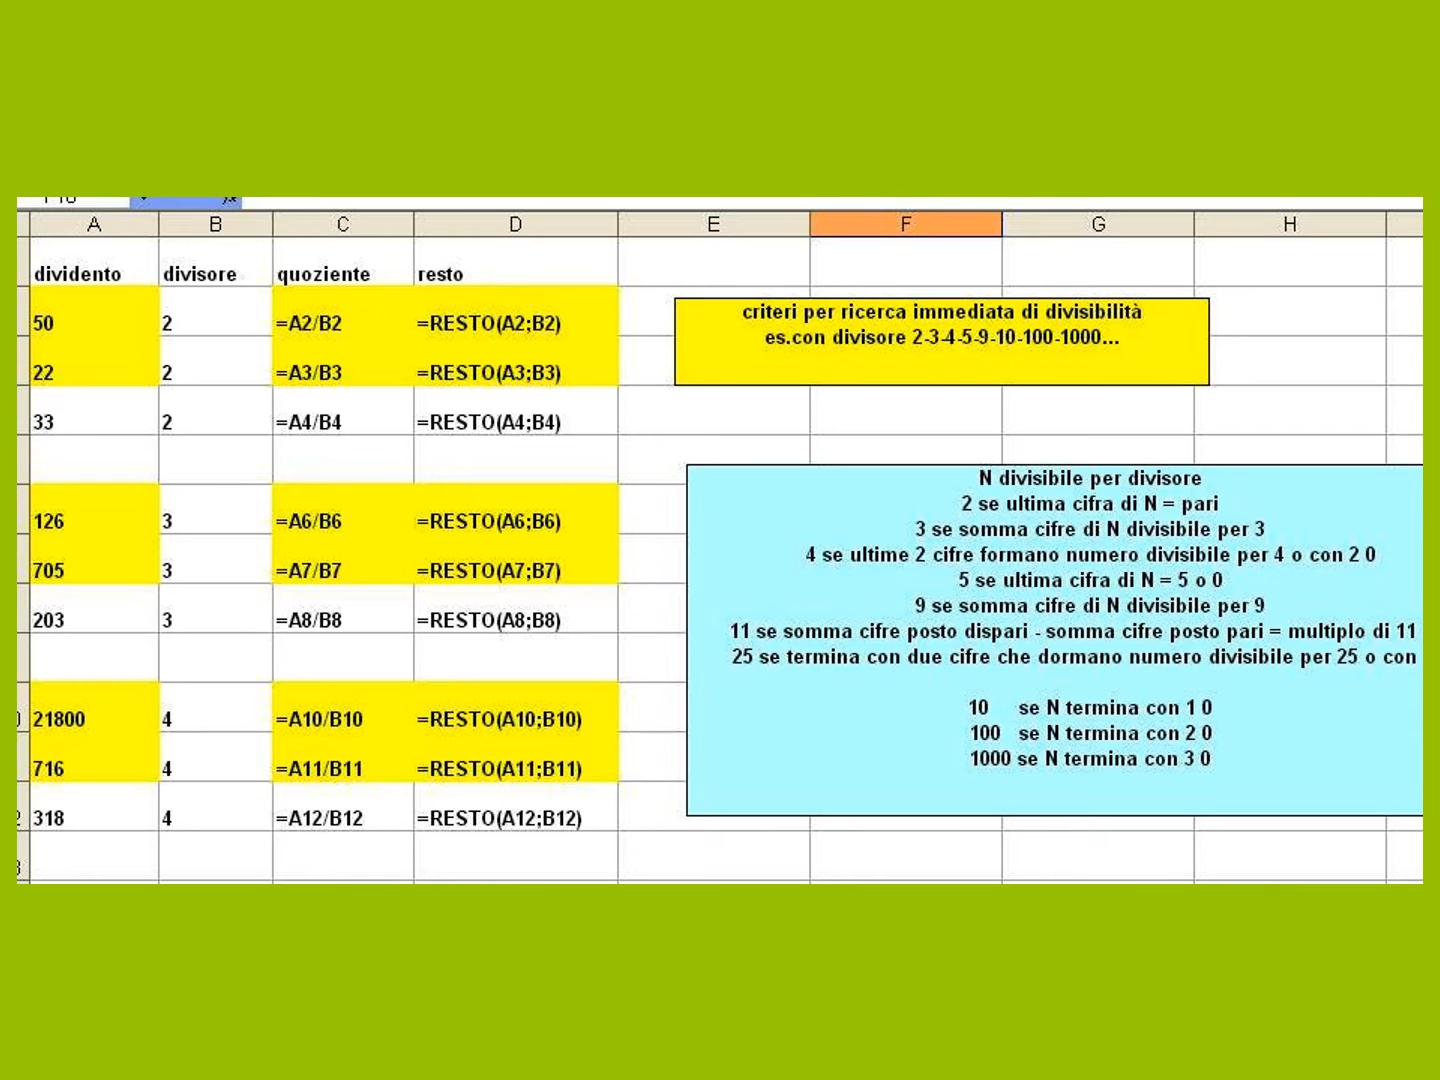 A B C D E F G H
dividento divisore quoziente resto
50 2 =A2/B2 =RESTO(A2;B2)
22 2 =A3/B3 =RESTO(A3;B3)
33 2 =A4/B4 =RESTO(A4;B4)
126 3 =A6/B6 =RESTO(A6;B6)
705 3 =A7/B7 =RESTO(A7;B7)
203 3 =A8/B8 =RESTO(A8;B8)
21800 4 =A10/B10 =RESTO(A10;B10)
716 4 =A11/B11 =RESTO(A11;B11)
318 4 =A12/B12 =RESTO(A12;B12)
criteri per ricerca immediata di divisibilità
es.con divisore 2-3-4-5-9-10-100-1000...
N divisibile per divisore
2 se ultima cifra di N = pari
3 se somma cifre di N divisibile per 3
4 se ultime 2 cifre formano numero divisibile per 4 o con 2 0
5 se ultima cifra di N = 5 o 0
9 se somma cifre di N divisibile per 9
11 se somma cifre posto dispari - somma cifre posto pari = multiplo di 11
25 se termina con due cifre che dormano numero divisibile per 25 o con
10 se N termina con 1 0
100 se N termina con 2 0
1000 se N termina con 3 0